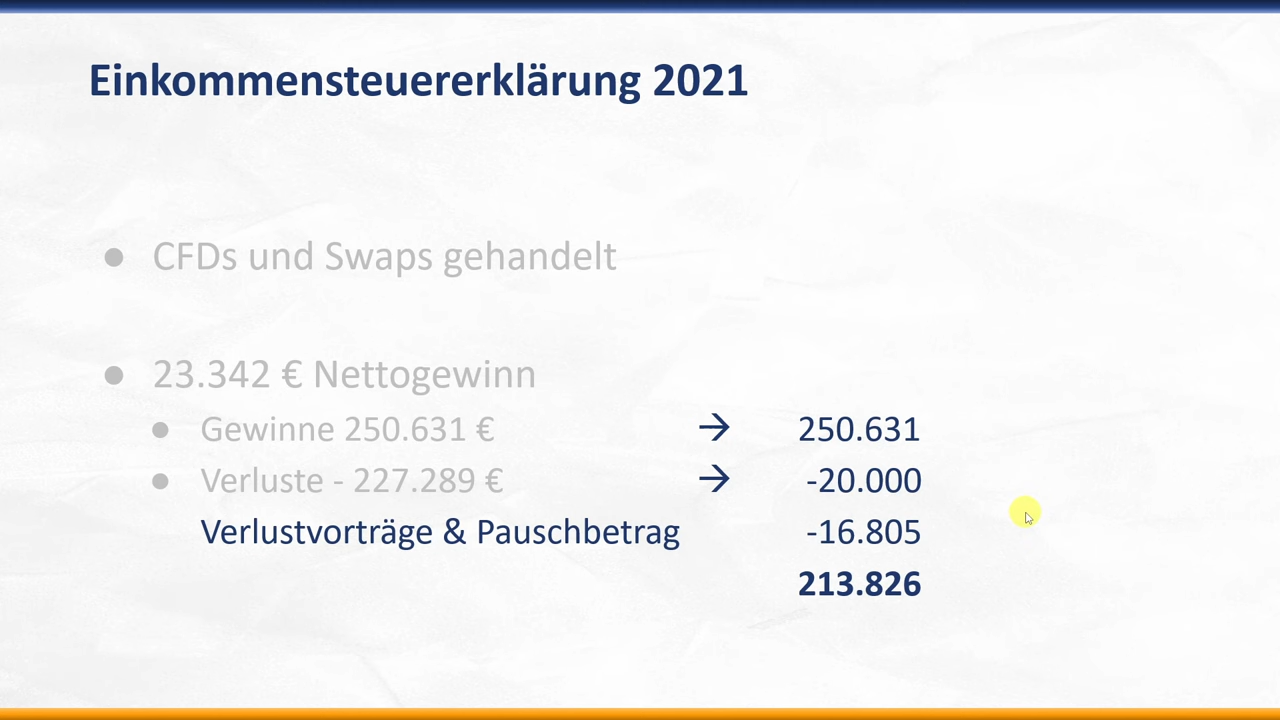 Einkommensteuererklärung 2021
● CFDs und Swaps gehandelt
● 23.342 € Nettogewinn
● Gewinne 250.631 € → 250.631
● Verluste - 227.289 € → -20.000
Verlustvorträge & Pauschbetrag -16.805
213.826